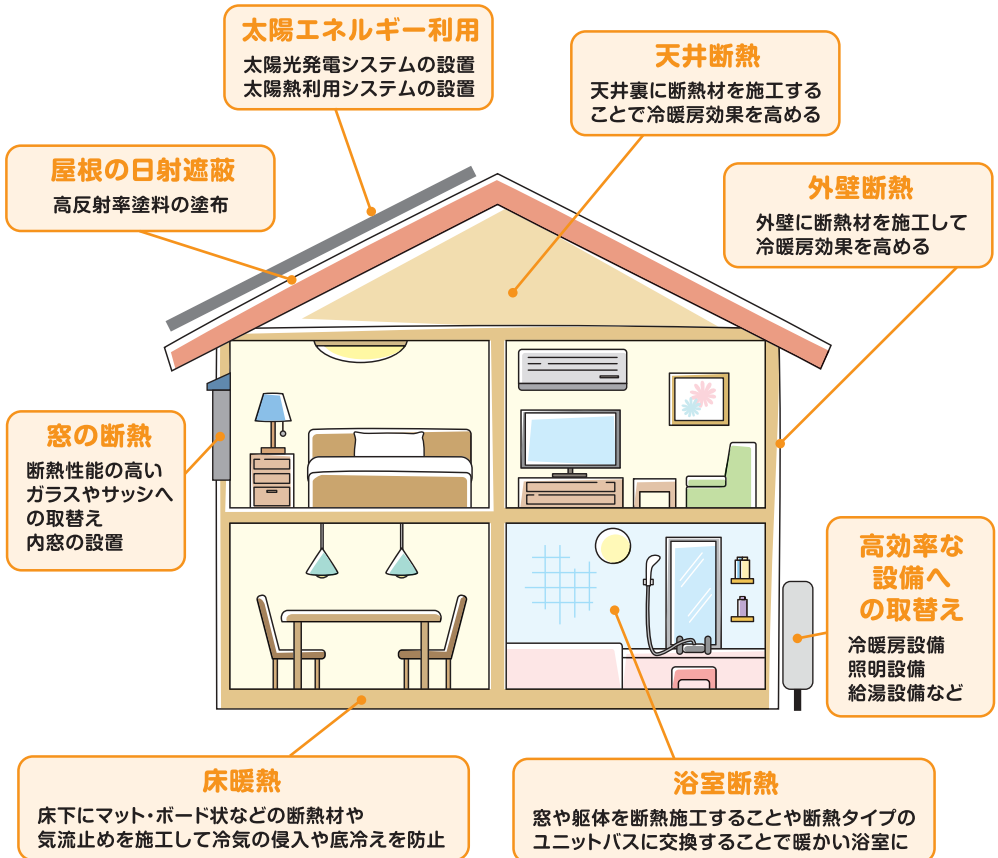 太陽エネルギー利用
太陽光発電システムの設置
太陽熱利用システムの設置
天井断熱
天井裏に断熱材を施工する
ことで冷暖房効果を高める
屋根の日射遮蔽
高反射率塗料の塗布
外壁断熱
外壁に断熱材を施工して
冷暖房効果を高める
窓の断熱
断熱性能の高い
ガラスやサッシへ
の取替え
内窓の設置
高効率な
設備へ
の取替え
冷暖房設備
照明設備
給湯設備など
床暖熱
床下にマット・ボード状などの断熱材や
気流止めを施工して冷気の侵入や底冷えを防止
浴室断熱
窓や躯体を断熱施工することや断熱タイプの
ユニットバスに交換することで暖かい浴室に